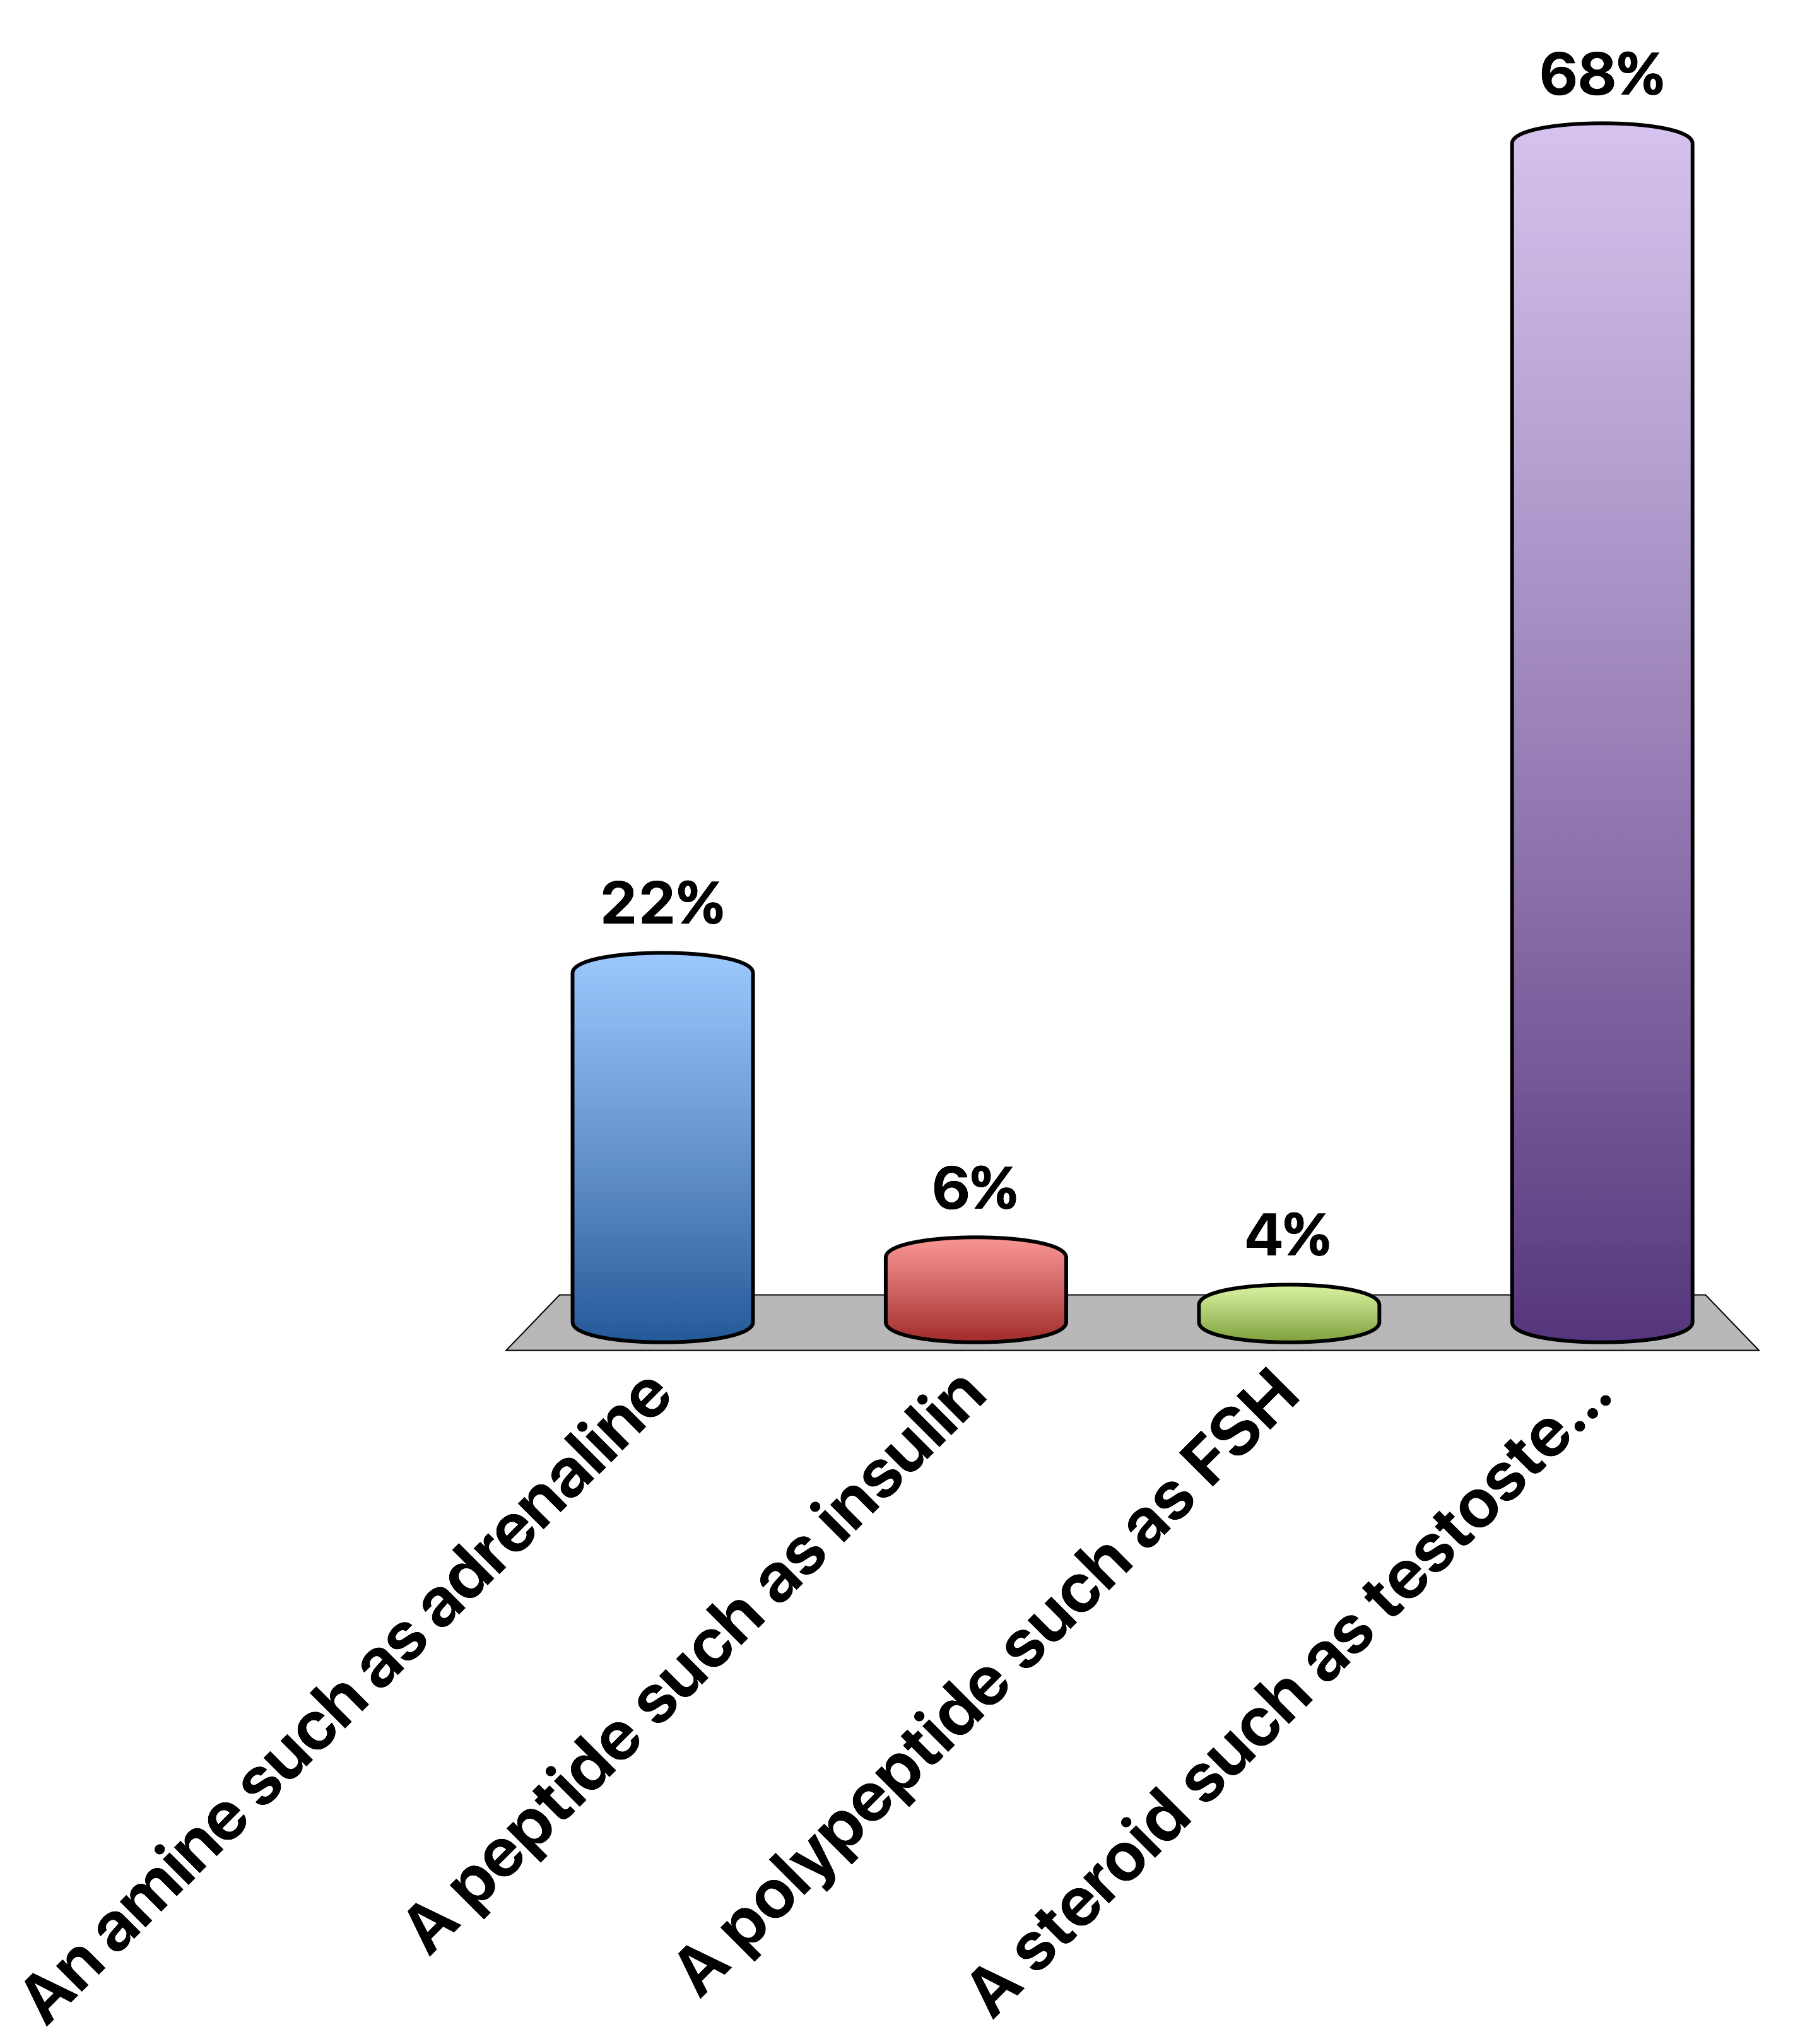 68%
22%
6%
4%
An amine such as adrenaline
A peptide such as insulin
A polypeptide such as FSH
A steroid such as testoste...